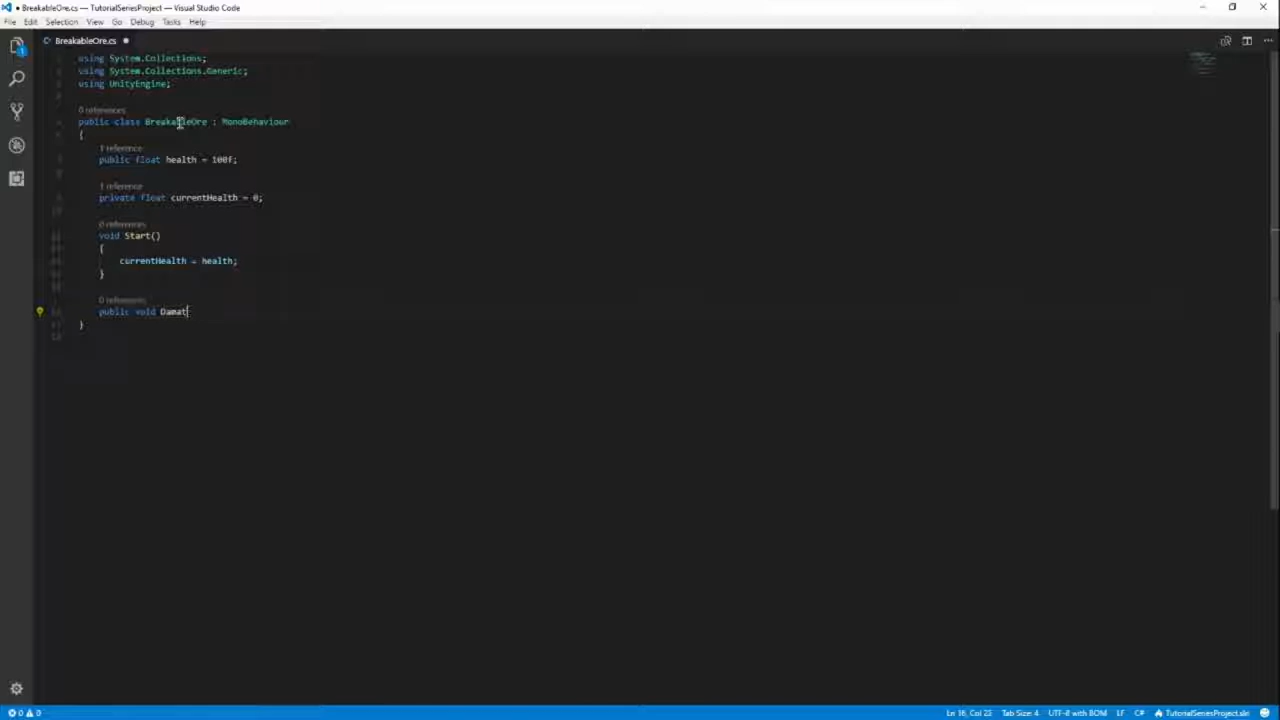 BreakableOre.cs — TutorialSeriesProject — Visual Studio Code
File Edit Selection View Go Debug Tasks Help
BreakableOre.cs
using System.Collections;
using System.Collections.Generic;
using UnityEngine;
0 references
public class BreakableOre : MonoBehaviour
{
1 reference
public float health = 100f;
1 reference
private float currentHealth = 0;
0 references
void Start()
{
currentHealth = health;
}
0 references
public void Damat
}
0 0 Ln 16, Col 22 Tab Size: 4 UTF-8 with BOM LF C# TutorialSeriesProject.sln